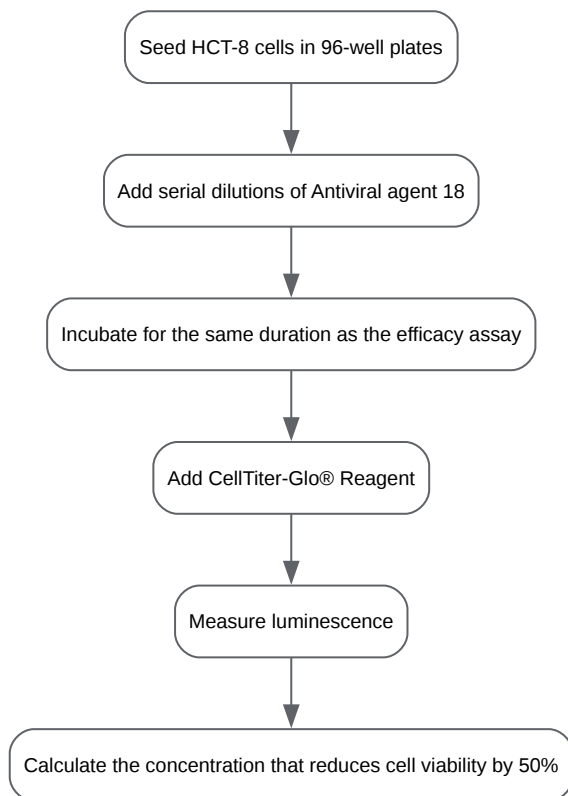 Seed HCT-8 cells in 96-well plates
Add serial dilutions of Antiviral agent 18
Incubate for the same duration as the efficacy assay
Add CellTiter-Glo® Reagent
Measure luminescence
Calculate the concentration that reduces cell viability by 50%